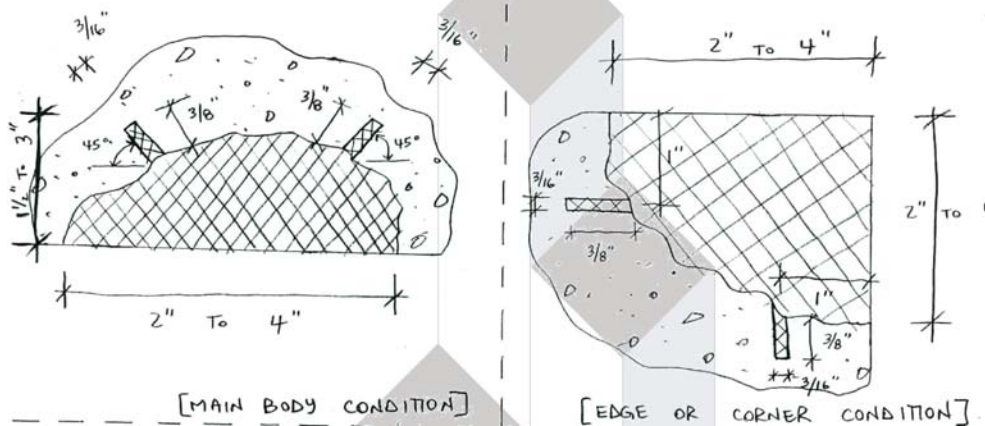 3/16"
3/16"
3/8"
3/8"
45°
45°
1½" TO 3"
2" TO 4"
[MAIN BODY CONDITION]
2" TO 4"
1"
3/16"
3/8"
2" TO
1"
3/8"
3/16"
[EDGE OR CORNER CONDITION]